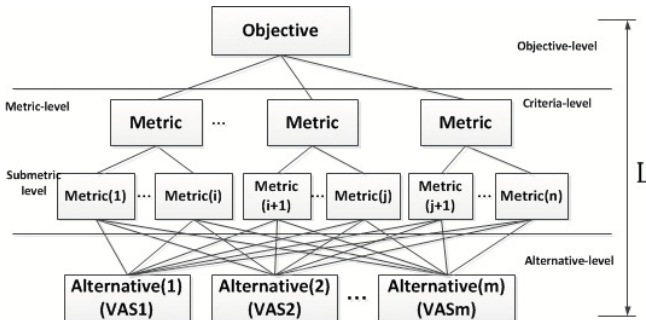 Objective
Objective-level
Metric-level
Criteria-level
Metric ... Metric Metric
Submetric
level
Metric(1) ... Metric(i) Metric
(i+1) ... Metric(j) Metric
(j+1) ... Metric(n)
L
Alternative-level
Alternative(1)
(VAS1)
Alternative(2)
(VAS2)
...
Alternative(m)
(VASm)